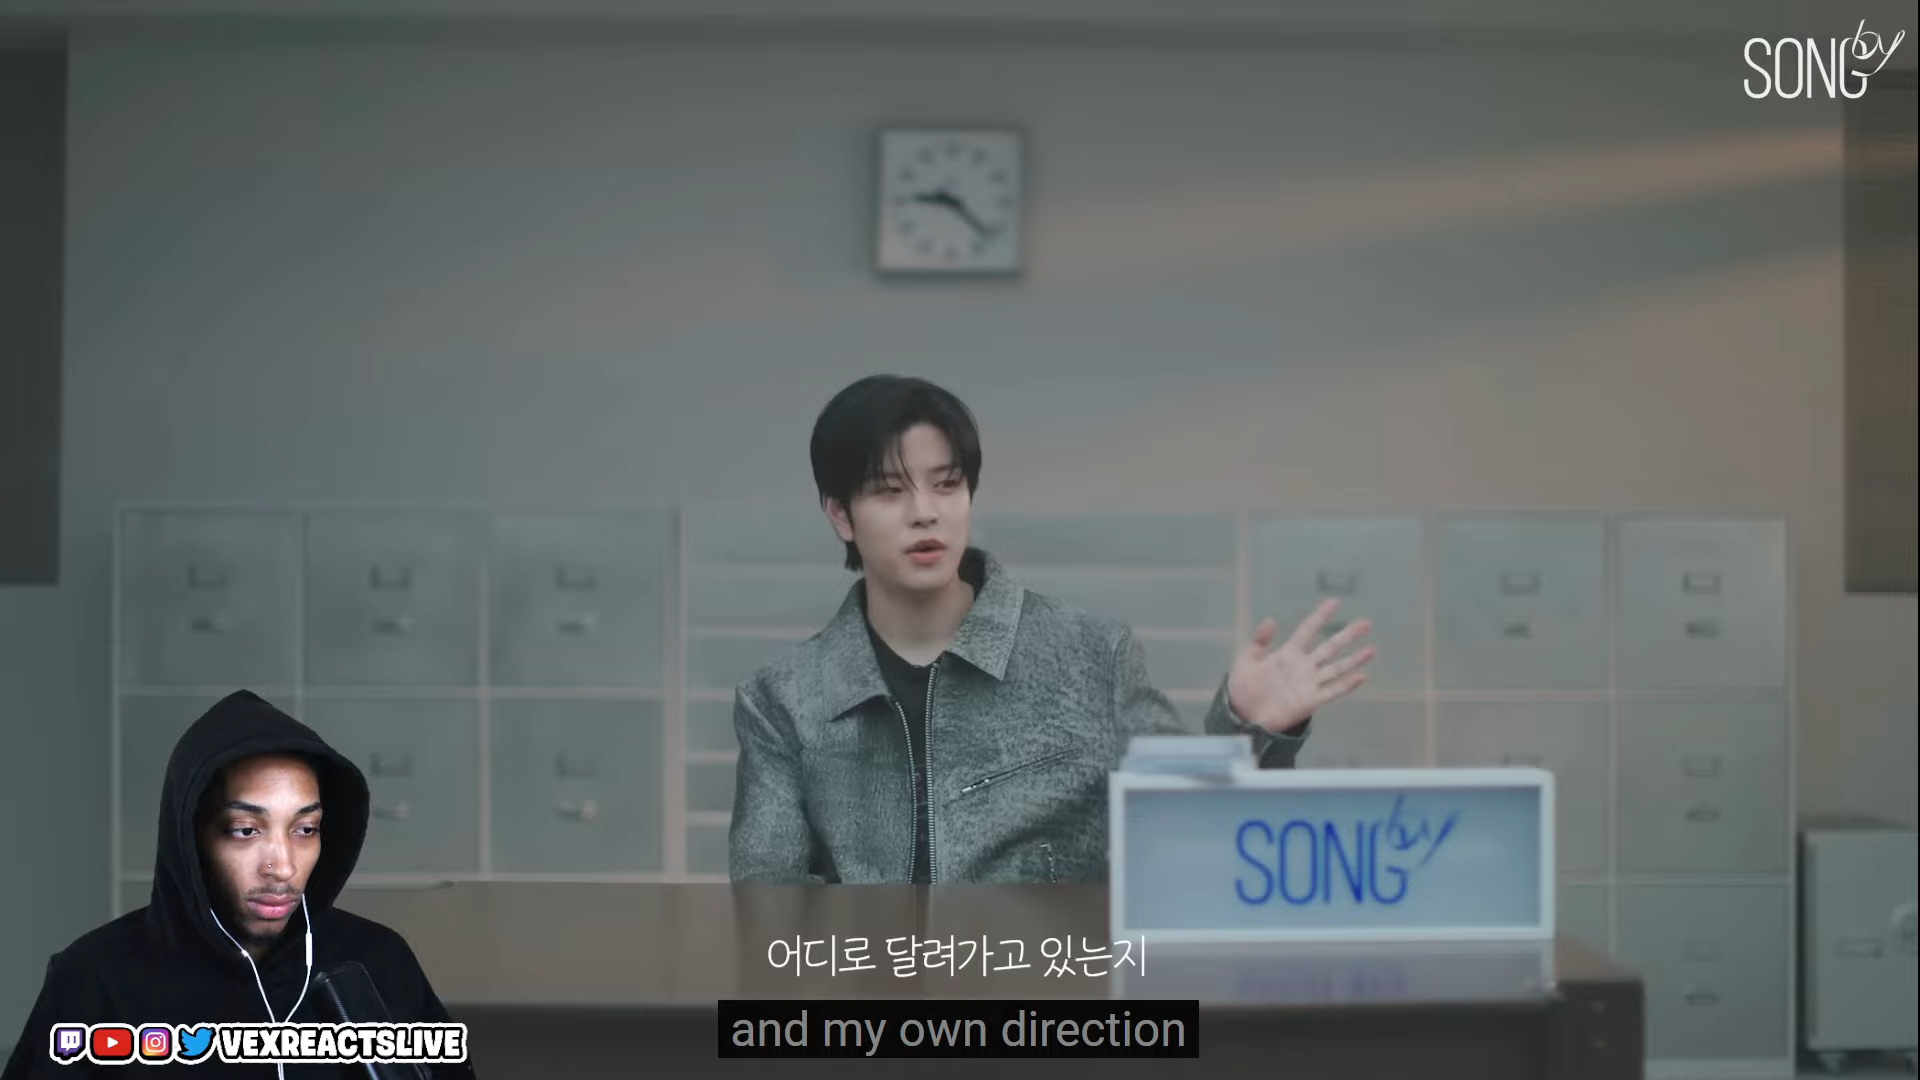 SONG by
SONG by
어디로 달려가고 있는지
and my own direction
VEXREACTSLIVE